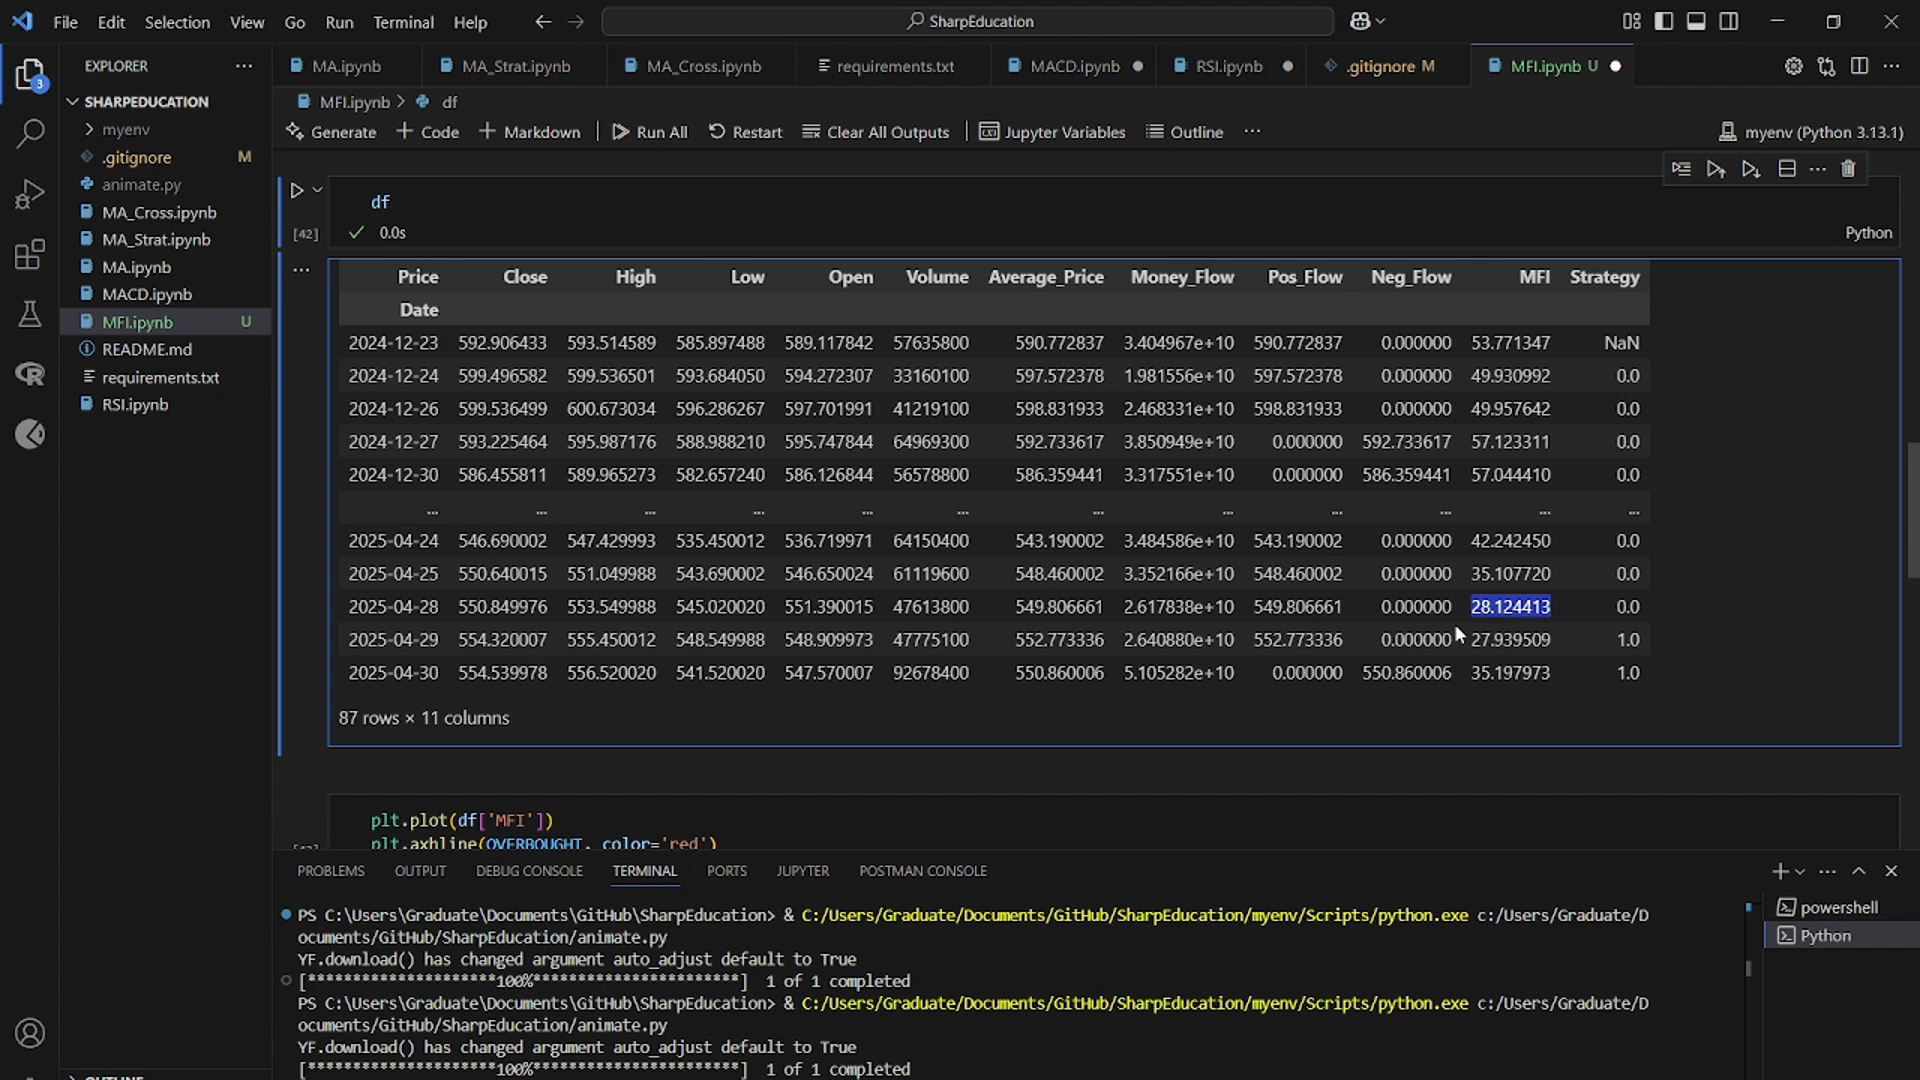 File Edit Selection View Go Run Terminal Help SharpEducation
EXPLORER MA.ipynb MA_Strat.ipynb MA_Cross.ipynb requirements.txt MACD.ipynb RSI.ipynb .gitignore M MFI.ipynb U
SHARPEDUCATION
MFI.ipynb > df
myenv
Generate Code Markdown Run All Restart Clear All Outputs Jupyter Variables Outline myenv (Python 3.13.1)
.gitignore M
animate.py
MA_Cross.ipynb
MA_Strat.ipynb
MA.ipynb
MACD.ipynb
MFI.ipynb U
README.md
requirements.txt
RSI.ipynb
3
df
[42] 0.0s Python
Price Close High Low Open Volume Average_Price Money_Flow Pos_Flow Neg_Flow MFI Strategy
Date
2024-12-23 592.906433 593.514589 585.897488 589.117842 57635800 590.772837 3.404967e+10 590.772837 0.000000 53.771347 NaN
2024-12-24 599.496582 599.536501 593.684050 594.272307 33160100 597.572378 1.981556e+10 597.572378 0.000000 49.930992 0.0
2024-12-26 599.536499 600.673034 596.286267 597.701991 41219100 598.831933 2.468331e+10 598.831933 0.000000 49.957642 0.0
2024-12-27 593.225464 595.987176 588.988210 595.747844 64969300 592.733617 3.850949e+10 0.000000 592.733617 57.123311 0.0
2024-12-30 586.455811 589.965273 582.657240 586.126844 56578800 586.359441 3.317551e+10 0.000000 586.359441 57.044410 0.0
... ... ... ... ... ... ... ... ... ... ... ...
2025-04-24 546.690002 547.429993 535.450012 536.719971 64150400 543.190002 3.484586e+10 543.190002 0.000000 42.242450 0.0
2025-04-25 550.640015 551.049988 543.690002 546.650024 61119600 548.460002 3.352166e+10 548.460002 0.000000 35.107720 0.0
2025-04-28 550.849976 553.549988 545.020020 551.390015 47613800 549.806661 2.617838e+10 549.806661 0.000000 28.124413 0.0
2025-04-29 554.320007 555.450012 548.549988 548.909973 47775100 552.773336 2.640880e+10 552.773336 0.000000 27.939509 1.0
2025-04-30 554.539978 556.520020 541.520020 547.570007 92678400 550.860006 5.105282e+10 0.000000 550.860006 35.197973 1.0
87 rows × 11 columns
plt.plot(df['MFI'])
plt.axhline(OVERBOUGHT, color='red')
PROBLEMS OUTPUT DEBUG CONSOLE TERMINAL PORTS JUPYTER POSTMAN CONSOLE
PS C:\Users\Graduate\Documents\GitHub\SharpEducation> & C:/Users/Graduate/Documents/GitHub/SharpEducation/myenv/Scripts/python.exe c:/Users/Graduate/D
ocuments/GitHub/SharpEducation/animate.py
YF.download() has changed argument auto_adjust default to True
[*********************100%***********************] 1 of 1 completed
PS C:\Users\Graduate\Documents\GitHub\SharpEducation> & C:/Users/Graduate/Documents/GitHub/SharpEducation/myenv/Scripts/python.exe c:/Users/Graduate/D
ocuments/GitHub/SharpEducation/animate.py
YF.download() has changed argument auto_adjust default to True
[*********************100%***********************] 1 of 1 completed
powershell
Python
OUTLINE